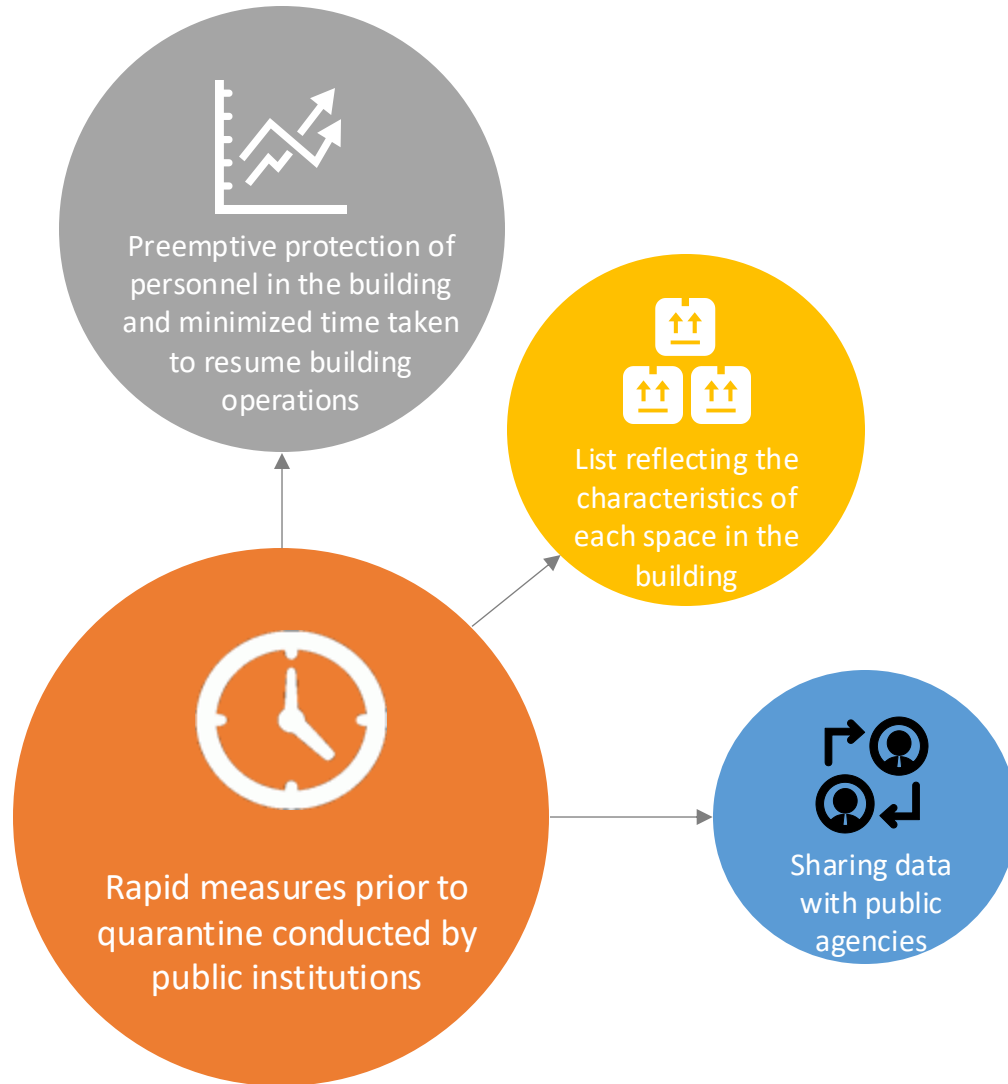 Preemptive protection of
personnel in the building
and minimized time taken
to resume building
operations
List reflecting the
characteristics of
each space in the
building
Rapid measures prior to
quarantine conducted by
public institutions
Sharing data
with public
agencies